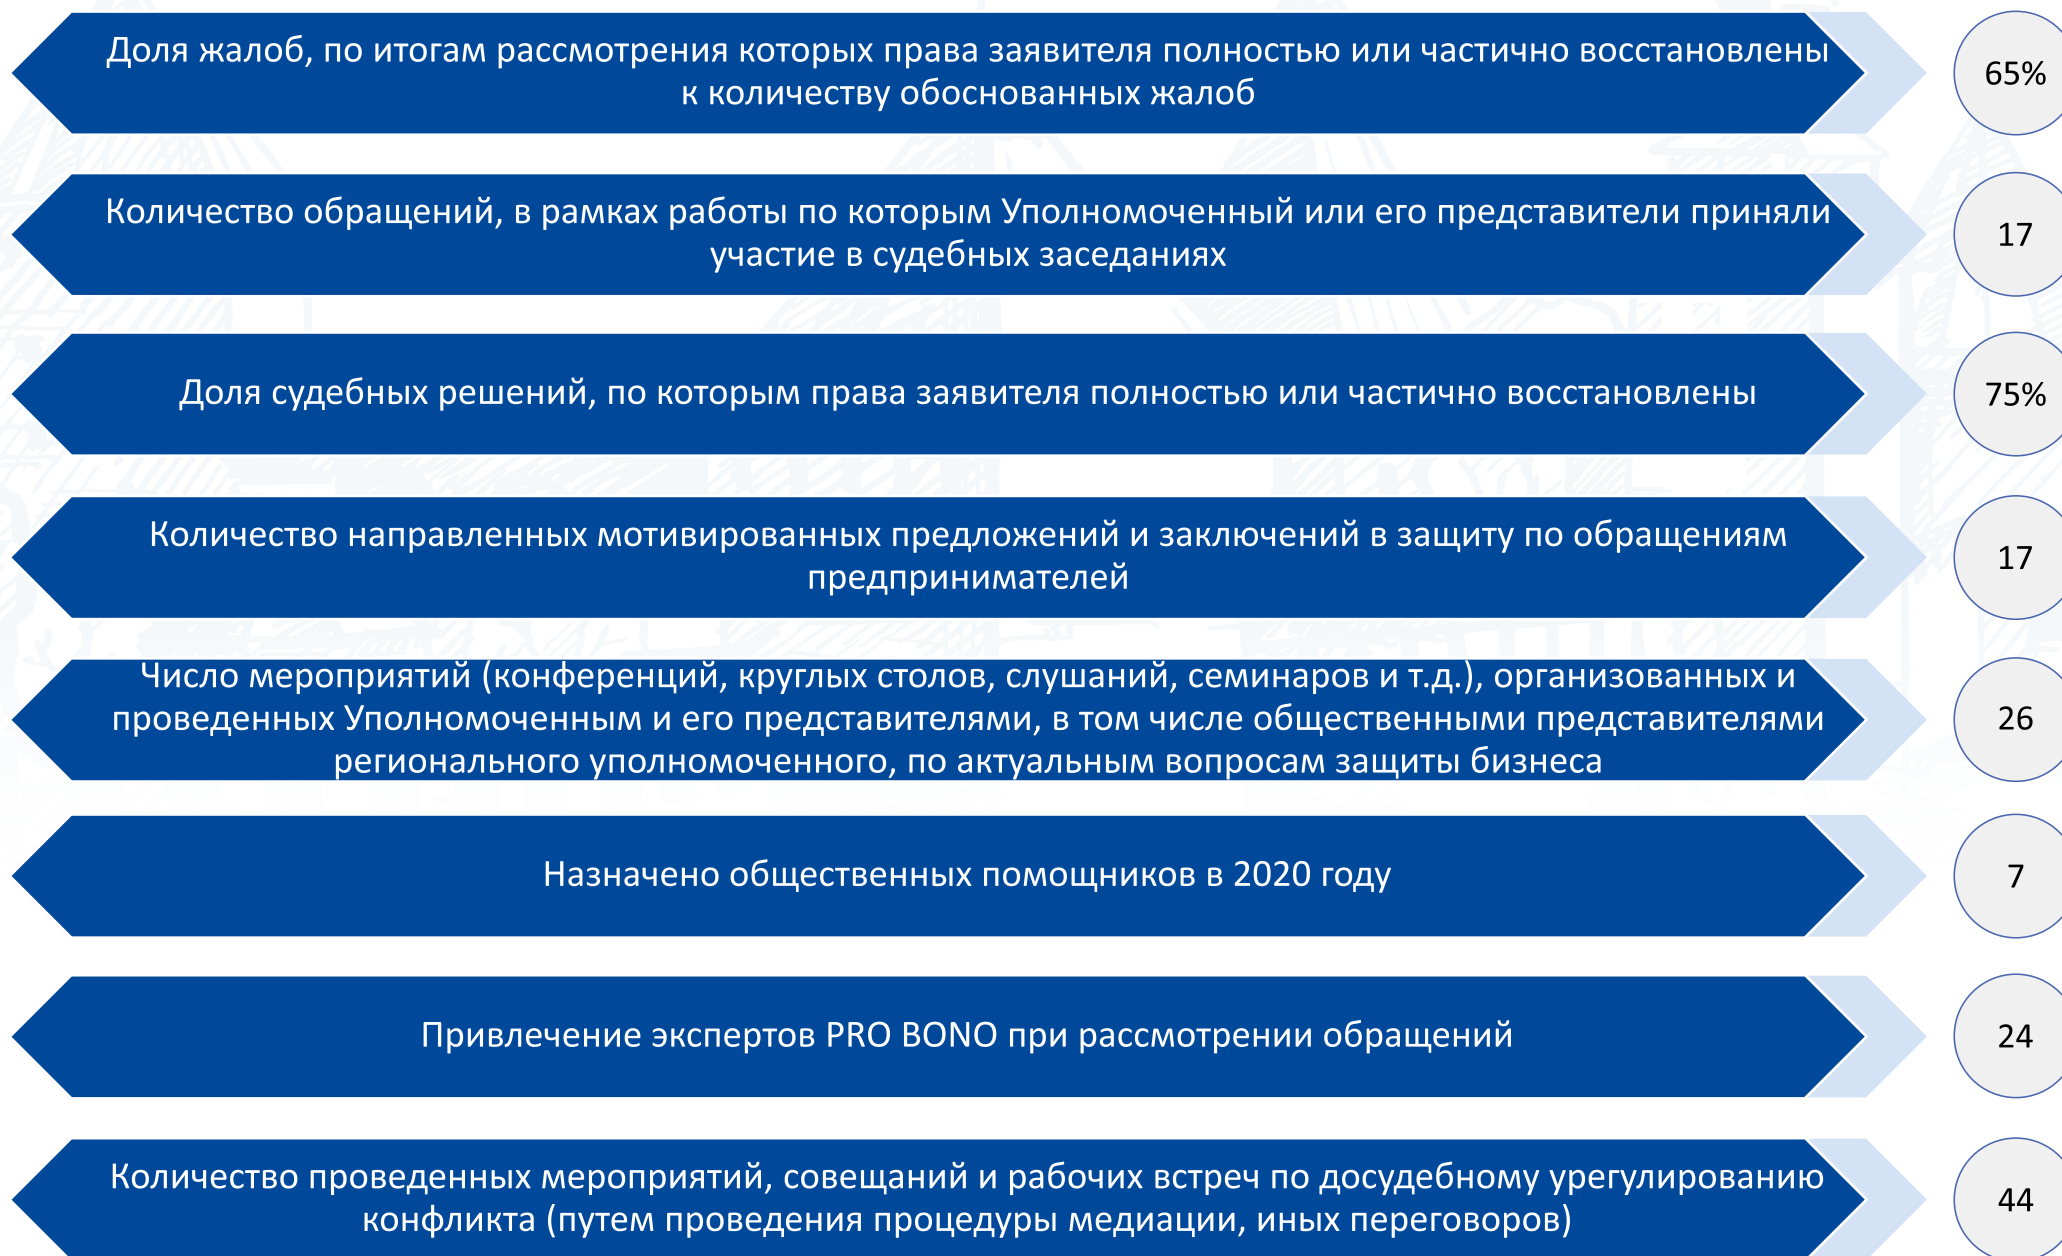 Доля жалоб, по итогам рассмотрения которых права заявителя полностью или частично восстановлены
к количеству обоснованных жалоб
65%
Количество обращений, в рамках работы по которым Уполномоченный или его представители приняли
участие в судебных заседаниях
17
Доля судебных решений, по которым права заявителя полностью или частично восстановлены
75%
Количество направленных мотивированных предложений и заключений в защиту по обращениям
предпринимателей
17
Число мероприятий (конференций, круглых столов, слушаний, семинаров и т.д.), организованных и
проведенных Уполномоченным и его представителями, в том числе общественными представителями
регионального уполномоченного, по актуальным вопросам защиты бизнеса
26
Назначено общественных помощников в 2020 году
7
Привлечение экспертов PRO BONO при рассмотрении обращений
24
Количество проведенных мероприятий, совещаний и рабочих встреч по досудебному урегулированию
конфликта (путем проведения процедуры медиации, иных переговоров)
44